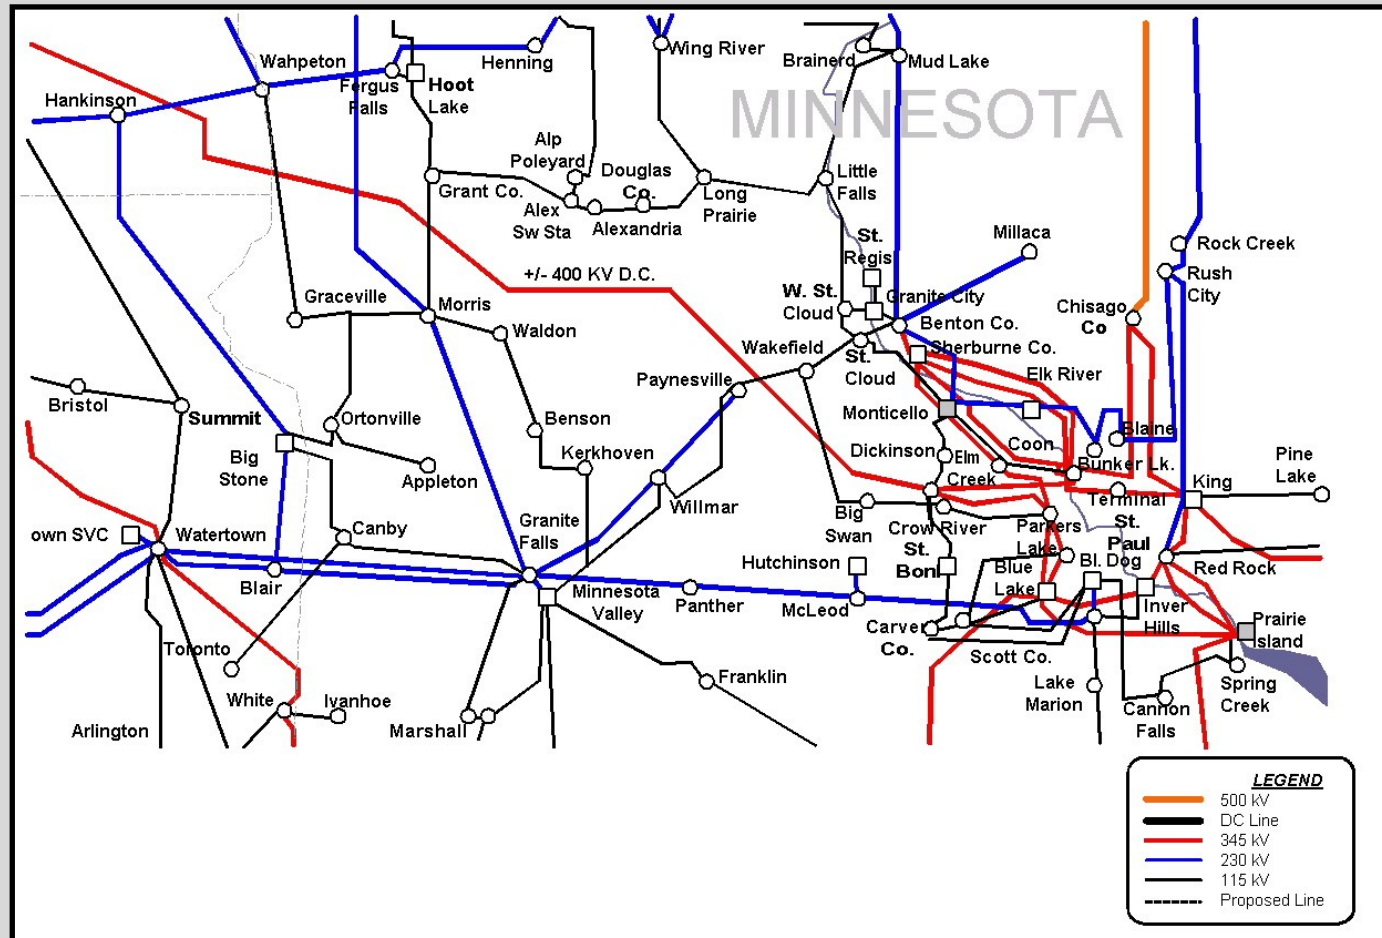 Wing River
Brainerd
Mud Lake
Wahpeton
Henning
Fergus
Falls
Hoot
Lake
Hankinson
MINNESOTA
Alp
Poleyard
Douglas
Co.
Grant Co.
Long
Prairie
Little
Falls
Alex
Sw Sta
Alexandria
St.
Regis
Millaca
Rock Creek
Rush
City
+/- 400 KV D.C.
Graceville
Morris
W. St.
Cloud
Granite City
Benton Co.
Chisago
Co
Waldon
Wakefield
St.
Cloud
Sherburne Co.
Elk River
Paynesville
Bristol
Summit
Ortonville
Benson
Monticello
Blaine
Big
Stone
Appleton
Kerkhoven
Dickinson
Elm
Creek
Coon
Bunker Lk.
King
Pine
Lake
Terminal
own SVC
Watertown
Canby
Granite
Falls
Willmar
Big
Swan
Crow River
Parkers
Lake
St.
Paul
Blair
Hutchinson
St.
Boni
Blue
Lake
Bl. Dog
Red Rock
Minnesota
Valley
Panther
McLeod
Carver
Co.
Inver
Hills
Prairie
Island
Toronto
Scott Co.
White
Ivanhoe
Franklin
Lake
Marion
Cannon
Falls
Spring
Creek
Arlington
Marshall
LEGEND
500 kV
DC Line
345 kV
230 kV
115 kV
Proposed Line